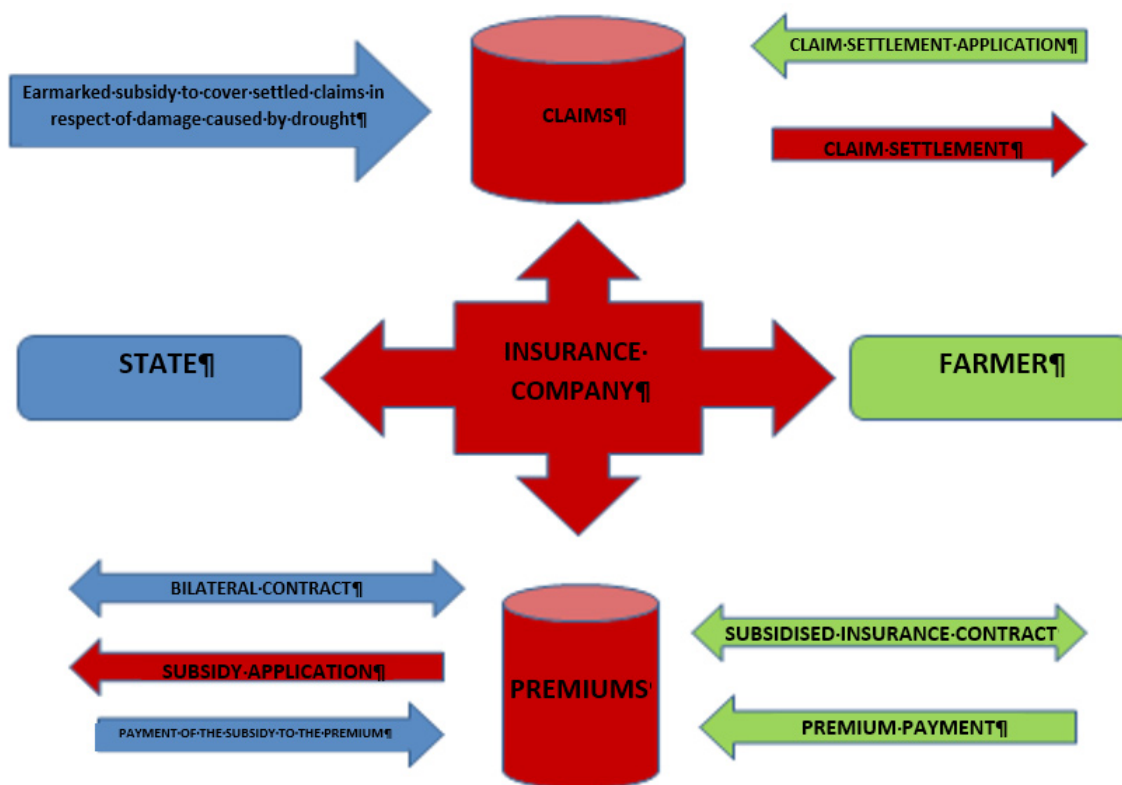 CLAIM·SETTLEMENT·APPLICATION¶
Earmarked·subsidy·to·cover·settled·claims·in·
respect·of·damage·caused·by·drought¶
CLAIMS¶
CLAIM·SETTLEMENT¶
STATE¶
INSURANCE·
COMPANY¶
FARMER¶
BILATERAL·CONTRACT¶
SUBSIDISED·INSURANCE·CONTRACT
SUBSIDY·APPLICATION¶
PREMIUMS
PAYMENT·OF·THE·SUBSIDY·TO·THE·PREMIUM¶
PREMIUM·PAYMENT¶